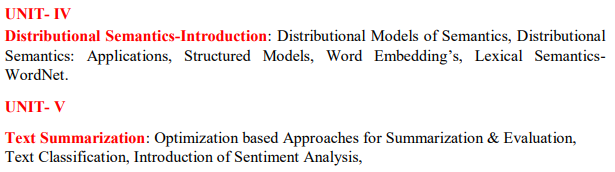 UNIT- IV
Distributional Semantics-Introduction: Distributional Models of Semantics, Distributional
Semantics: Applications, Structured Models, Word Embedding’s, Lexical Semantics-
WordNet.
UNIT- V
Text Summarization: Optimization based Approaches for Summarization & Evaluation,
Text Classification, Introduction of Sentiment Analysis,